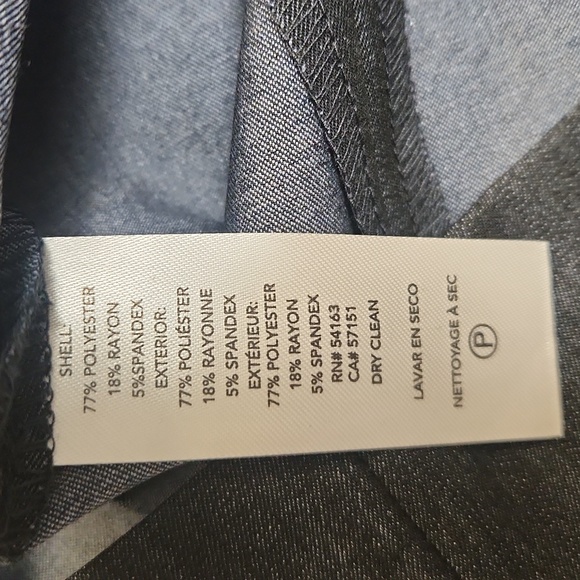 SHELL:
77% POLYESTER
18% RAYON
5%SPANDEX
EXTERIOR:
77% POLIÉSTER
18% RAYONNE
5% SPANDEX
EXTÉRIEUR:
77% POLYESTER
18% RAYON
5% SPANDEX
RN# 54163
CA# 57151
DRY CLEAN
LAVAR EN SECO
NETTOYAGE À SEC
P